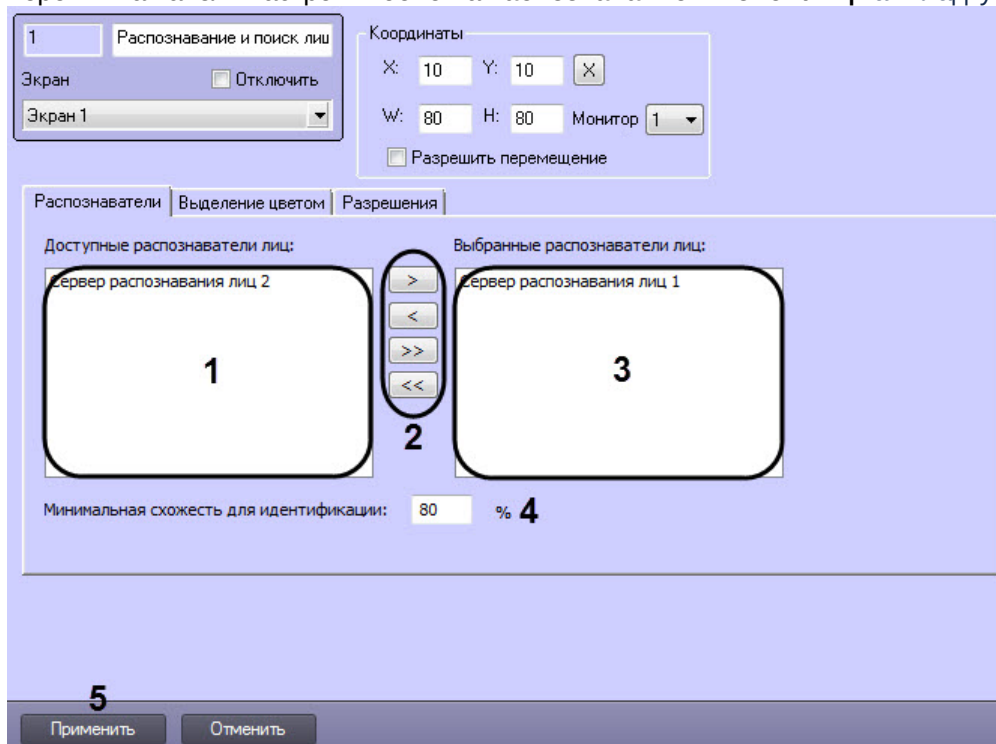 1
Распознавание и поиск лиц
Экран
Отключить
Экран 1
Координаты
X: 10 Y: 10 X
W: 80 H: 80 Монитор 1
Разрешить перемещение
Распознаватели Выделение цветом Разрешения
Доступные распознаватели лиц:
Сервер распознавания лиц 2
1
>
<
>>
<<
2
Выбранные распознаватели лиц:
Сервер распознавания лиц 1
3
Минимальная схожесть для идентификации: 80 % 4
5
Применить Отменить